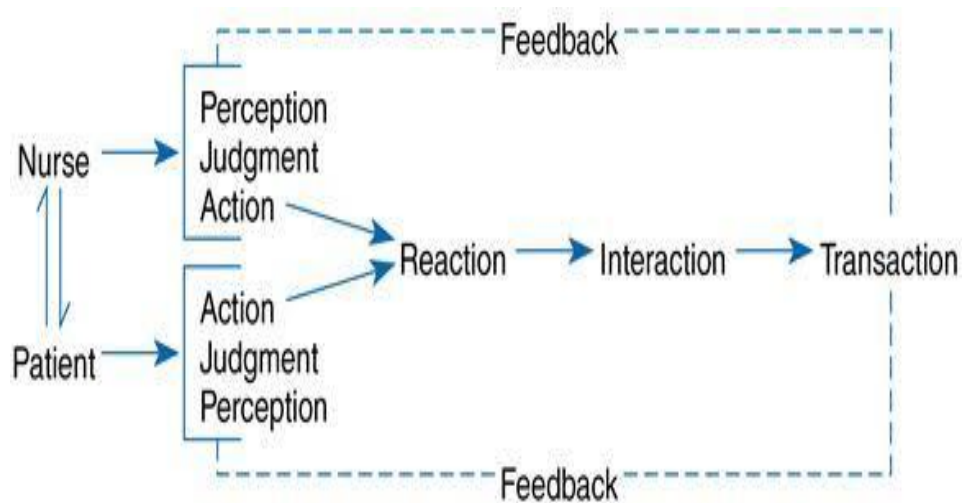 Feedback
Perception
Judgment
Action
Nurse
Reaction
Interaction
Transaction
Action
Judgment
Perception
Patient
Feedback